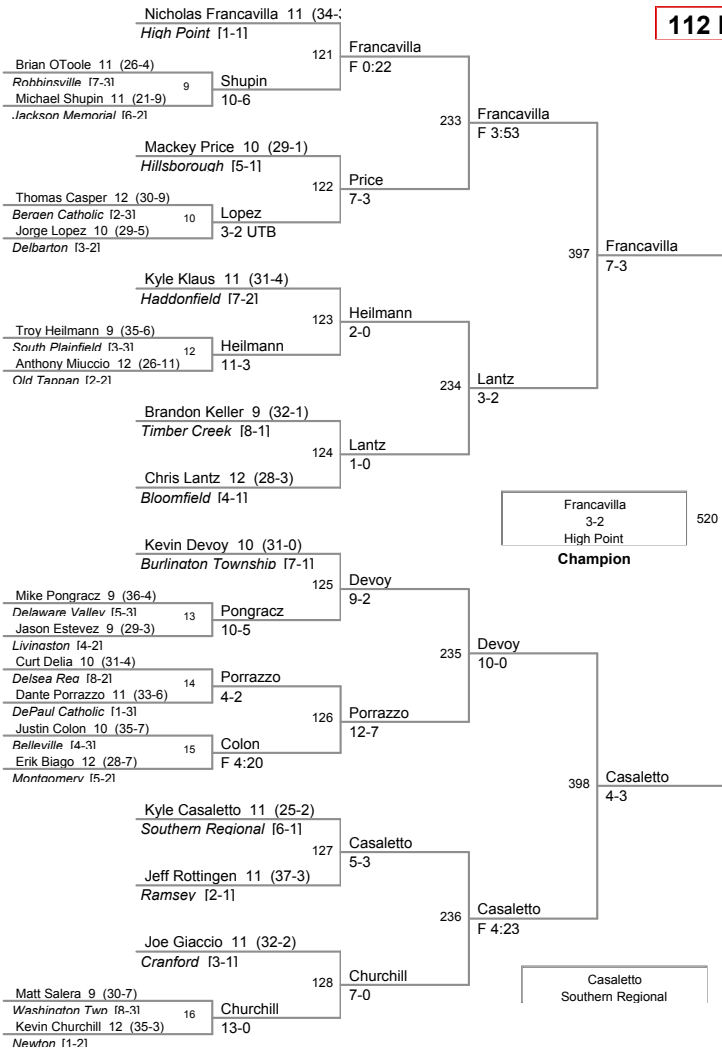 Nicholas Francavilla 11 (34-
High Point [1-1]
112
121
Francavilla
F 0:22
Brian OToole 11 (26-4)
Robbinsville [7-3]
9
Shupin
10-6
Michael Shupin 11 (21-9)
Jackson Memorial [6-2]
233
Francavilla
F 3:53
Mackey Price 10 (29-1)
Hillsborough [5-1]
122
Price
7-3
Thomas Casper 12 (30-9)
Bergen Catholic [2-3]
10
Lopez
3-2 UTB
Jorge Lopez 10 (29-5)
Delbarton [3-2]
397
Francavilla
7-3
Kyle Klaus 11 (31-4)
Haddonfield [7-2]
123
Heilmann
2-0
Troy Heilmann 9 (35-6)
South Plainfield [3-3]
12
Heilmann
11-3
Anthony Miuccio 12 (26-11)
Old Tappan [2-2]
234
Lantz
3-2
Brandon Keller 9 (32-1)
Timber Creek [8-1]
124
Lantz
1-0
Chris Lantz 12 (28-3)
Bloomfield [4-1]
Francavilla
3-2
High Point
520
Champion
Kevin Devoy 10 (31-0)
Burlington Township [7-1]
125
Devoy
9-2
Mike Pongracz 9 (36-4)
Delaware Valley [5-3]
13
Pongracz
10-5
Jason Estevez 9 (29-3)
Livingston [4-2]
235
Devoy
10-0
Curt Delia 10 (31-4)
Delsea Reg [8-2]
14
Porrazzo
4-2
Dante Porrazzo 11 (33-6)
DePaul Catholic [1-3]
126
Porrazzo
12-7
Justin Colon 10 (35-7)
Belleville [4-3]
15
Colon
F 4:20
Erik Biago 12 (28-7)
Montgomery [5-2]
398
Casaletto
4-3
Kyle Casaletto 11 (25-2)
Southern Regional [6-1]
127
Casaletto
5-3
Jeff Rottingen 11 (37-3)
Ramsey [2-1]
236
Casaletto
F 4:23
Joe Giaccio 11 (32-2)
Cranford [3-1]
128
Churchill
7-0
Matt Salera 9 (30-7)
Washington Twp [8-3]
16
Churchill
13-0
Kevin Churchill 12 (35-3)
Newton [1-2]
Casaletto
Southern Regional